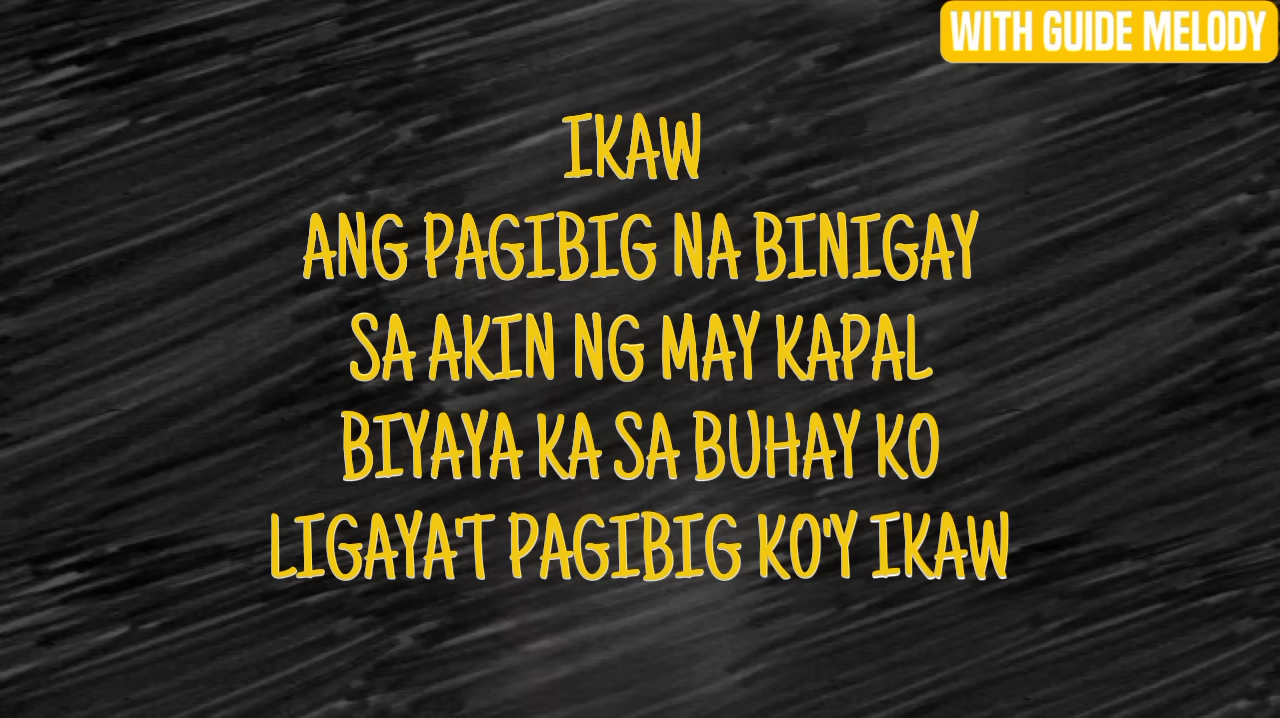 WITH GUIDE MELODY
IKAW
ANG PAGIBIG NA BINIGAY
SA AKIN NG MAY KAPAL
BIYAYA KA SA BUHAY KO
LIGAYA'T PAGIBIG KO'Y IKAW